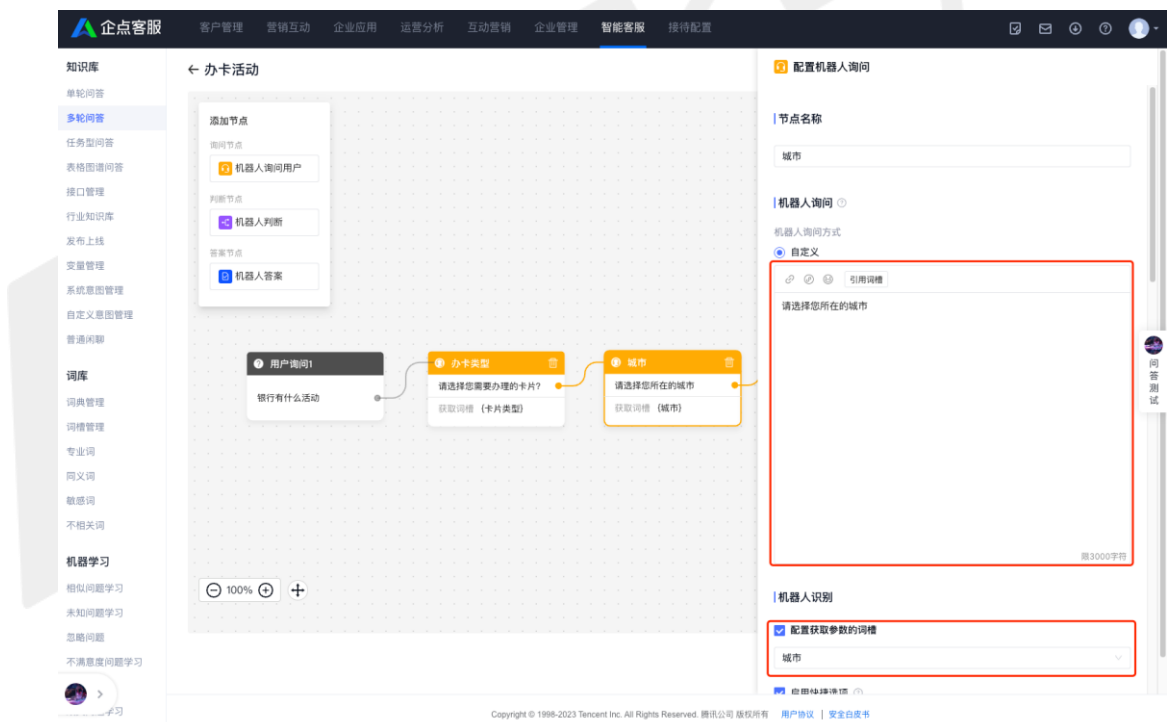 企点客服
客户管理 营销互动 企业应用 运营分析 互动营销 企业管理 智能客服 接待配置
知识库
单轮问答
多轮问答
任务型问答
表格图谱问答
接口管理
行业知识库
发布上线
变量管理
系统意图管理
自定义意图管理
普通闲聊
词库
词典管理
词槽管理
专业词
同义词
敏感词
不相关词
机器学习
相似问题学习
未知问题学习
忽略问题
不满意度问题学习
← 办卡活动
添加节点
询问节点
机器人询问用户
判断节点
机器人判断
答案节点
机器人答案
用户询问1
银行有什么活动
办卡类型
请选择您需要办理的卡片?
获取词槽 {卡片类型}
城市
请选择您所在的城市
获取词槽 {城市}
100%
配置机器人询问
节点名称
城市
机器人询问
机器人询问方式
自定义
引用词槽
请选择您所在的城市
限3000字符
机器人识别
配置获取参数的词槽
城市
启用快捷选项
问答测试
Copyright © 1998-2023 Tencent Inc. All Rights Reserved. 腾讯公司 版权所有 用户协议 | 安全白皮书